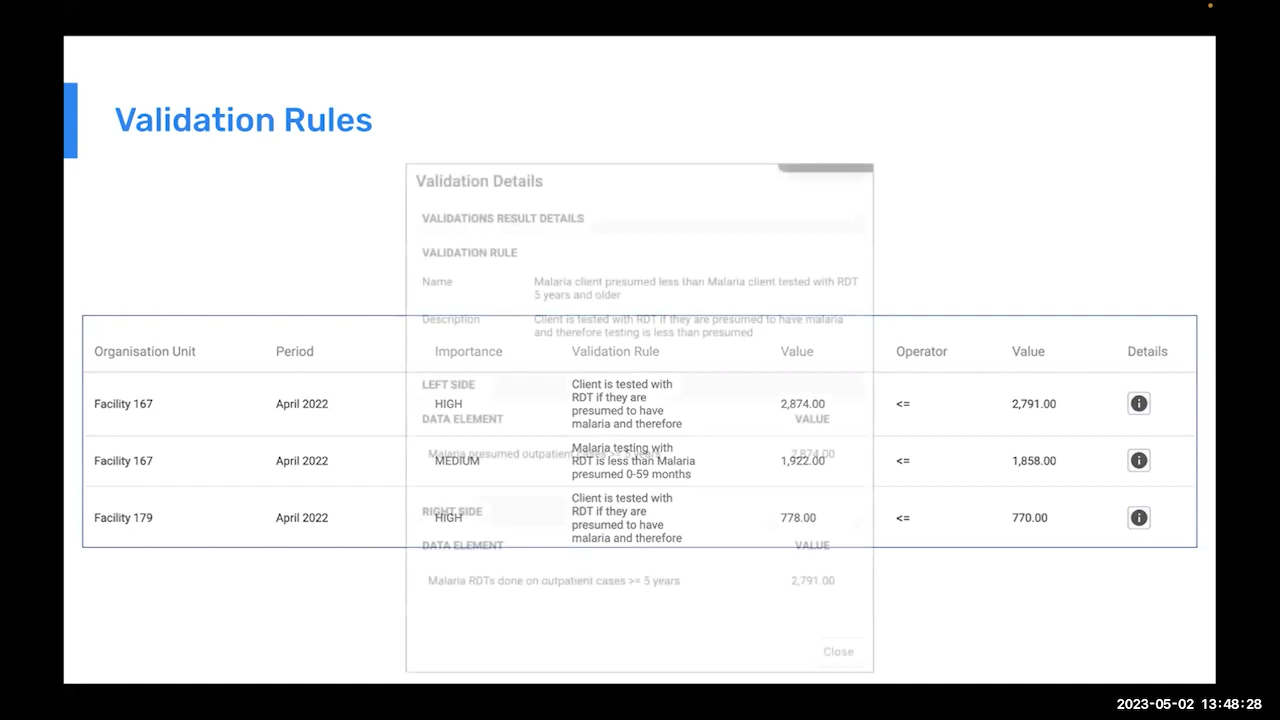 Validation Rules
Validation Details
VALIDATIONS RESULT DETAILS
VALIDATION RULE
Name
Malaria client presumed less than Malaria client tested with RDT
5 years and older
Description
Client is tested with RDT if they are presumed to have malaria
and therefore testing is less than presumed
Organisation Unit Period Importance Validation Rule Value Operator Value Details
LEFT SIDE
DATA ELEMENT VALUE
Facility 167 April 2022 HIGH
Client is tested with
RDT if they are
presumed to have
malaria and therefore
2,874.00 <= 2,791.00
Malaria presumed outpatient 2,874.00
Facility 167 April 2022 MEDIUM
Malaria testing with
RDT is less than Malaria
presumed 0-59 months
1,922.00 <= 1,858.00
RIGHT SIDE
DATA ELEMENT VALUE
Facility 179 April 2022 HIGH
Client is tested with
RDT if they are
presumed to have
malaria and therefore
778.00 <= 770.00
Malaria RDTs done on outpatient cases >= 5 years 2,791.00
Close
2023-05-02 13:48:28